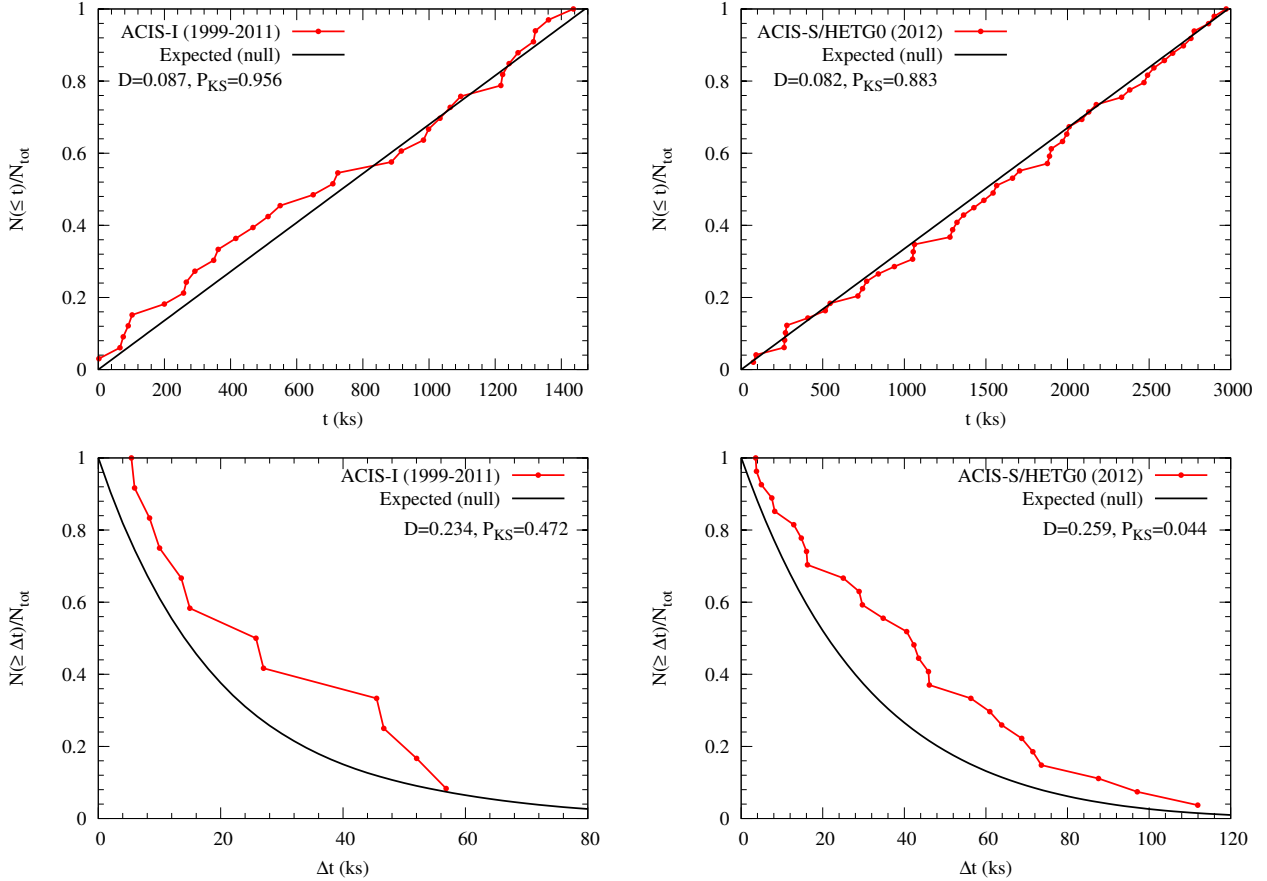 ACIS-I (1999-2011)
Expected (null)
D=0.087, P_KS=0.956
N(≤ t)/N_tot
1
0.8
0.6
0.4
0.2
0
0 200 400 600 800 1000 1200 1400
t (ks)
ACIS-S/HETG0 (2012)
Expected (null)
D=0.082, P_KS=0.883
N(≤ t)/N_tot
1
0.8
0.6
0.4
0.2
0
0 500 1000 1500 2000 2500 3000
t (ks)
ACIS-I (1999-2011)
Expected (null)
D=0.234, P_KS=0.472
N(≥ Δt)/N_tot
1
0.8
0.6
0.4
0.2
0
0 20 40 60 80
Δt (ks)
ACIS-S/HETG0 (2012)
Expected (null)
D=0.259, P_KS=0.044
N(≥ Δt)/N_tot
1
0.8
0.6
0.4
0.2
0
0 20 40 60 80 100 120
Δt (ks)